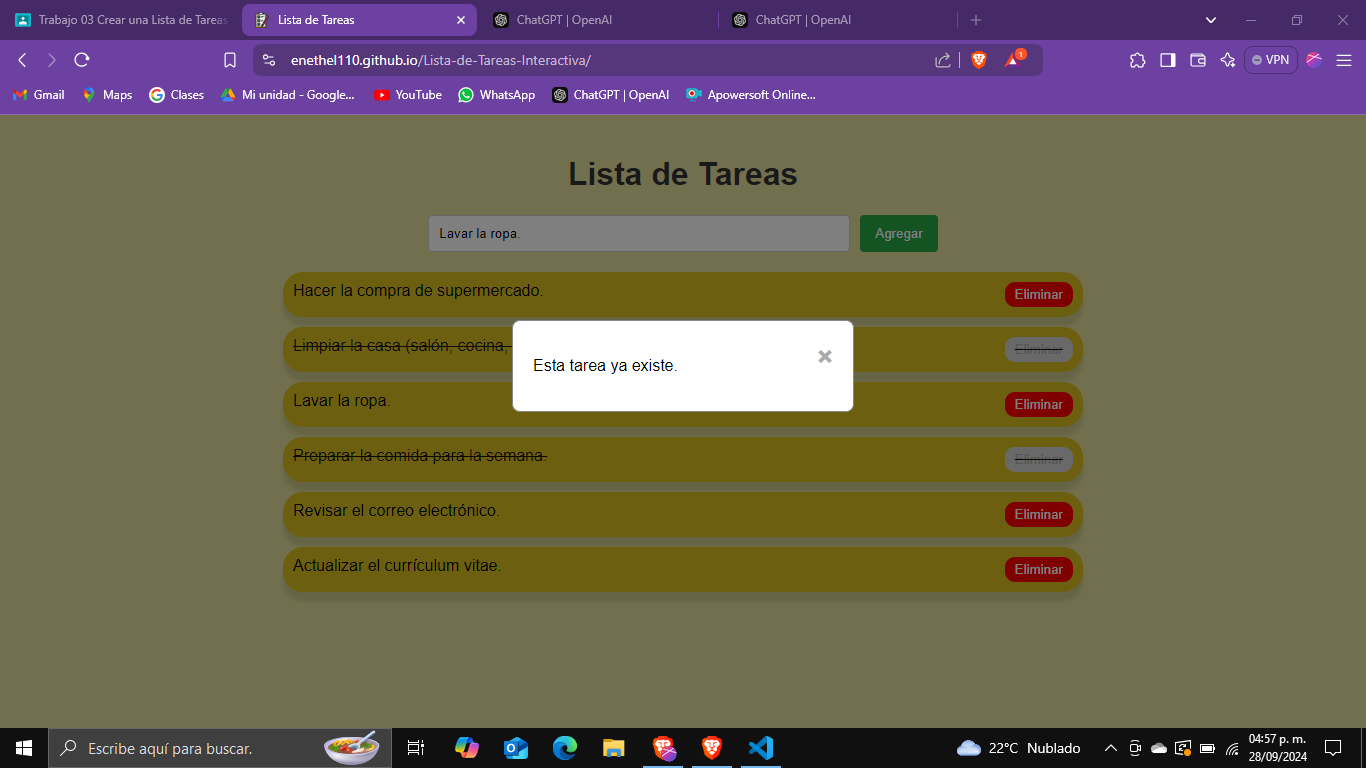 Trabajo 03 Crear una Lista de Tareas
Lista de Tareas
ChatGPT | OpenAI
ChatGPT | OpenAI
enethel110.github.io/Lista-de-Tareas-Interactiva/
1
VPN
Gmail
Maps
Clases
Mi unidad - Google...
YouTube
WhatsApp
ChatGPT | OpenAI
Apowersoft Online...
Lista de Tareas
Lavar la ropa.
Agregar
Hacer la compra de supermercado.
Eliminar
Limpiar la casa (salón, cocina,
Eliminar
Esta tarea ya existe.
×
Lavar la ropa.
Eliminar
Preparar la comida para la semana.
Eliminar
Revisar el correo electrónico.
Eliminar
Actualizar el currículum vitae.
Eliminar
Escribe aquí para buscar.
22°C Nublado
04:57 p. m.
28/09/2024